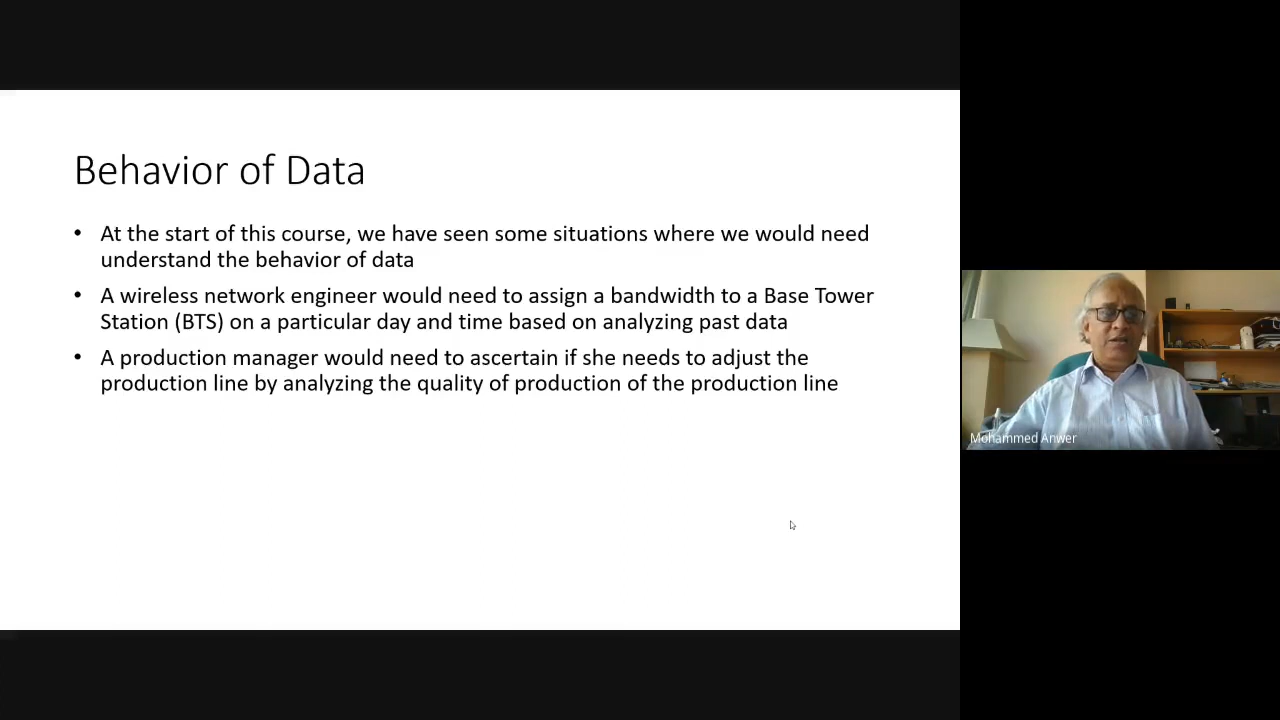 Behavior of Data
• At the start of this course, we have seen some situations where we would need
understand the behavior of data
• A wireless network engineer would need to assign a bandwidth to a Base Tower
Station (BTS) on a particular day and time based on analyzing past data
• A production manager would need to ascertain if she needs to adjust the
production line by analyzing the quality of production of the production line
Mohammed Anwer